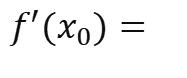 f′(x₀) =